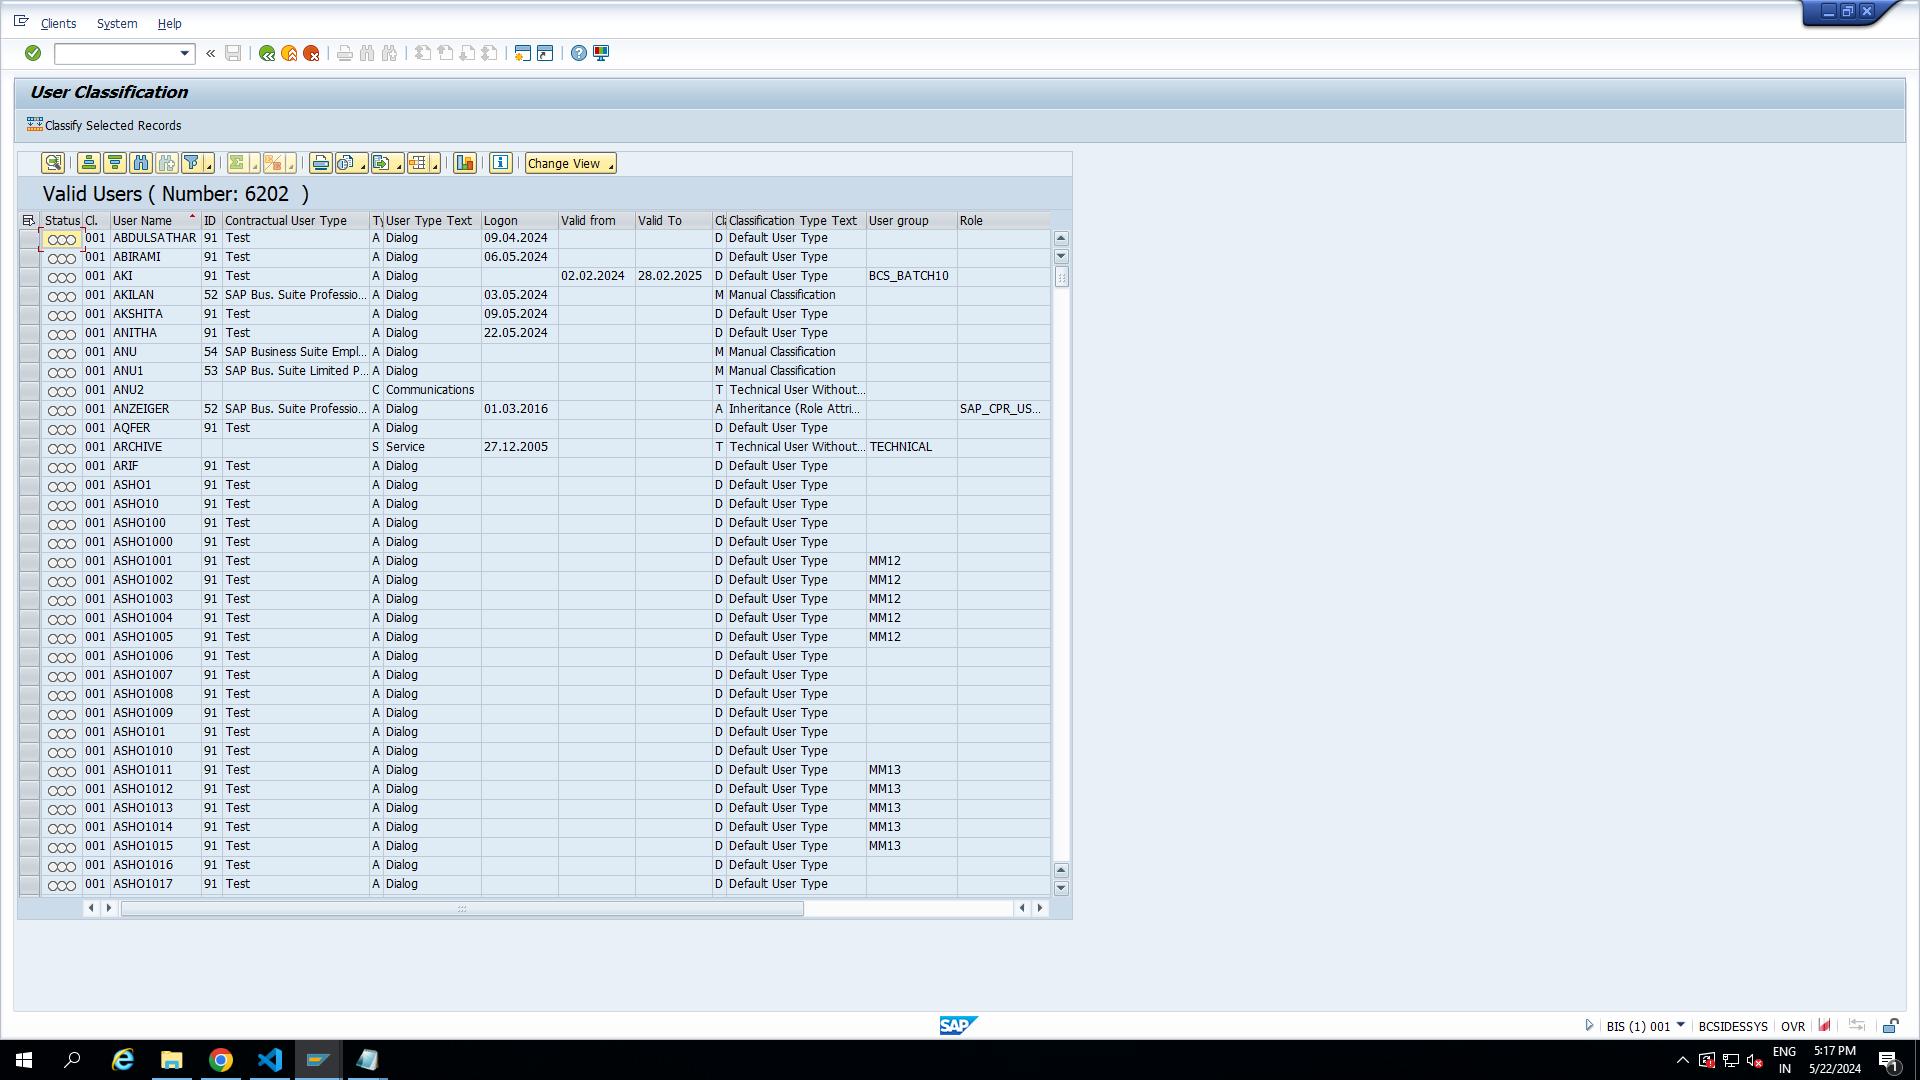 Clients System Help
User Classification
Classify Selected Records
Change View
Valid Users ( Number: 6202 )
Status Cl. User Name ID Contractual User Type Ty User Type Text Logon Valid from Valid To Cl Classification Type Text User group Role
001 ABDULSATHAR 91 Test A Dialog 09.04.2024 D Default User Type
001 ABIRAMI 91 Test A Dialog 06.05.2024 D Default User Type
001 AKI 91 Test A Dialog 02.02.2024 28.02.2025 D Default User Type BCS_BATCH10
001 AKILAN 52 SAP Bus. Suite Professio... A Dialog 03.05.2024 M Manual Classification
001 AKSHITA 91 Test A Dialog 09.05.2024 D Default User Type
001 ANITHA 91 Test A Dialog 22.05.2024 D Default User Type
001 ANU 54 SAP Business Suite Empl... A Dialog M Manual Classification
001 ANU1 53 SAP Bus. Suite Limited P... A Dialog M Manual Classification
001 ANU2 C Communications T Technical User Without...
001 ANZEIGER 52 SAP Bus. Suite Professio... A Dialog 01.03.2016 A Inheritance (Role Attri... SAP_CPR_US...
001 AQFER 91 Test A Dialog D Default User Type
001 ARCHIVE S Service 27.12.2005 T Technical User Without... TECHNICAL
001 ARIF 91 Test A Dialog D Default User Type
001 ASHO1 91 Test A Dialog D Default User Type
001 ASHO10 91 Test A Dialog D Default User Type
001 ASHO100 91 Test A Dialog D Default User Type
001 ASHO1000 91 Test A Dialog D Default User Type
001 ASHO1001 91 Test A Dialog D Default User Type MM12
001 ASHO1002 91 Test A Dialog D Default User Type MM12
001 ASHO1003 91 Test A Dialog D Default User Type MM12
001 ASHO1004 91 Test A Dialog D Default User Type MM12
001 ASHO1005 91 Test A Dialog D Default User Type MM12
001 ASHO1006 91 Test A Dialog D Default User Type
001 ASHO1007 91 Test A Dialog D Default User Type
001 ASHO1008 91 Test A Dialog D Default User Type
001 ASHO1009 91 Test A Dialog D Default User Type
001 ASHO101 91 Test A Dialog D Default User Type
001 ASHO1010 91 Test A Dialog D Default User Type
001 ASHO1011 91 Test A Dialog D Default User Type MM13
001 ASHO1012 91 Test A Dialog D Default User Type MM13
001 ASHO1013 91 Test A Dialog D Default User Type MM13
001 ASHO1014 91 Test A Dialog D Default User Type MM13
001 ASHO1015 91 Test A Dialog D Default User Type MM13
001 ASHO1016 91 Test A Dialog D Default User Type
001 ASHO1017 91 Test A Dialog D Default User Type
SAP
BIS (1) 001 BCSIDESSYS OVR
ENG 5:17 PM
IN 5/22/2024
1